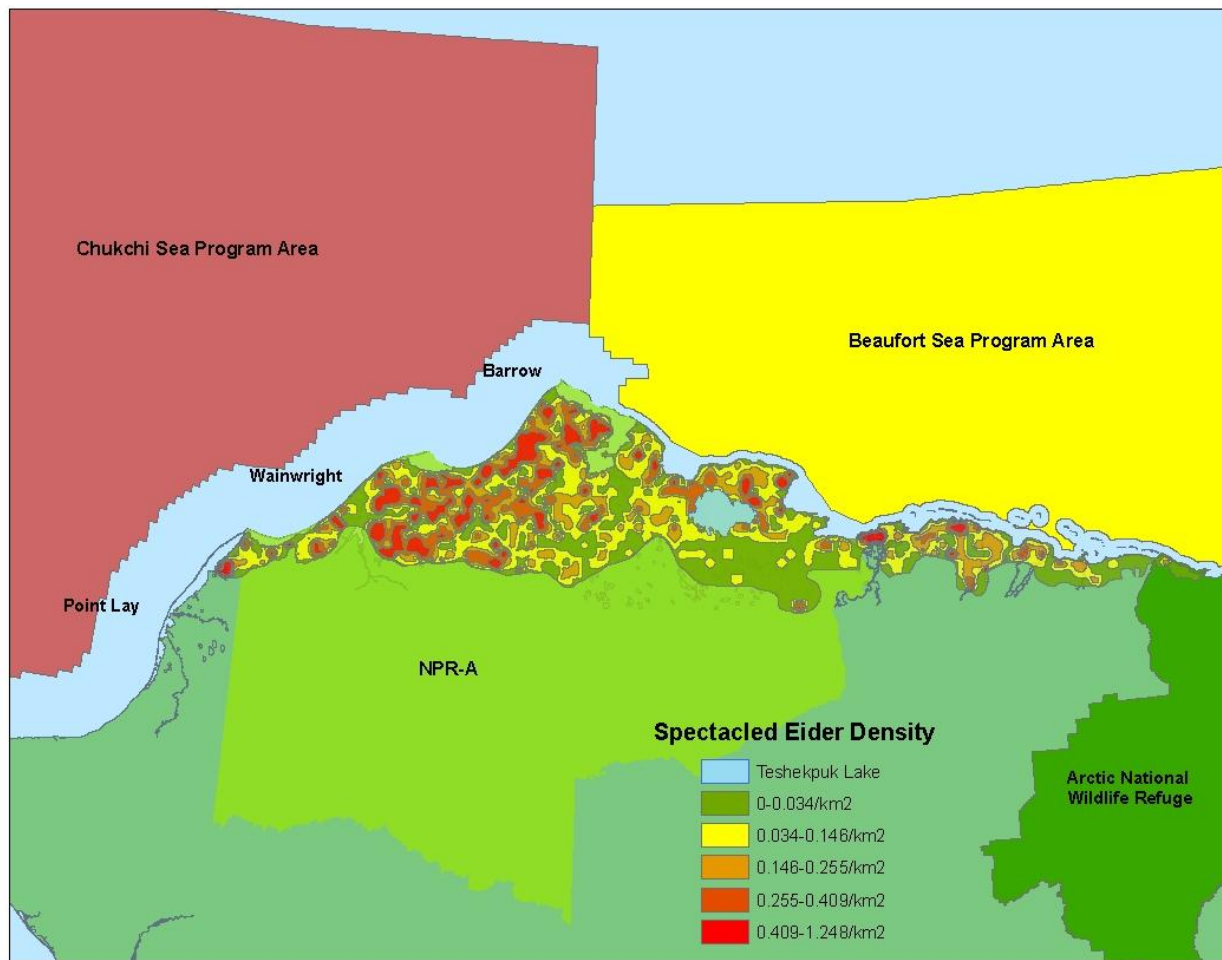 Chukchi Sea Program Area
Beaufort Sea Program Area
Barrow
Wainwright
Point Lay
NPR-A
Spectacled Eider Density
Teshekpuk Lake
0-0.034/km2
0.034-0.146/km2
0.146-0.255/km2
0.255-0.409/km2
0.409-1.248/km2
Arctic National
Wildlife Refuge